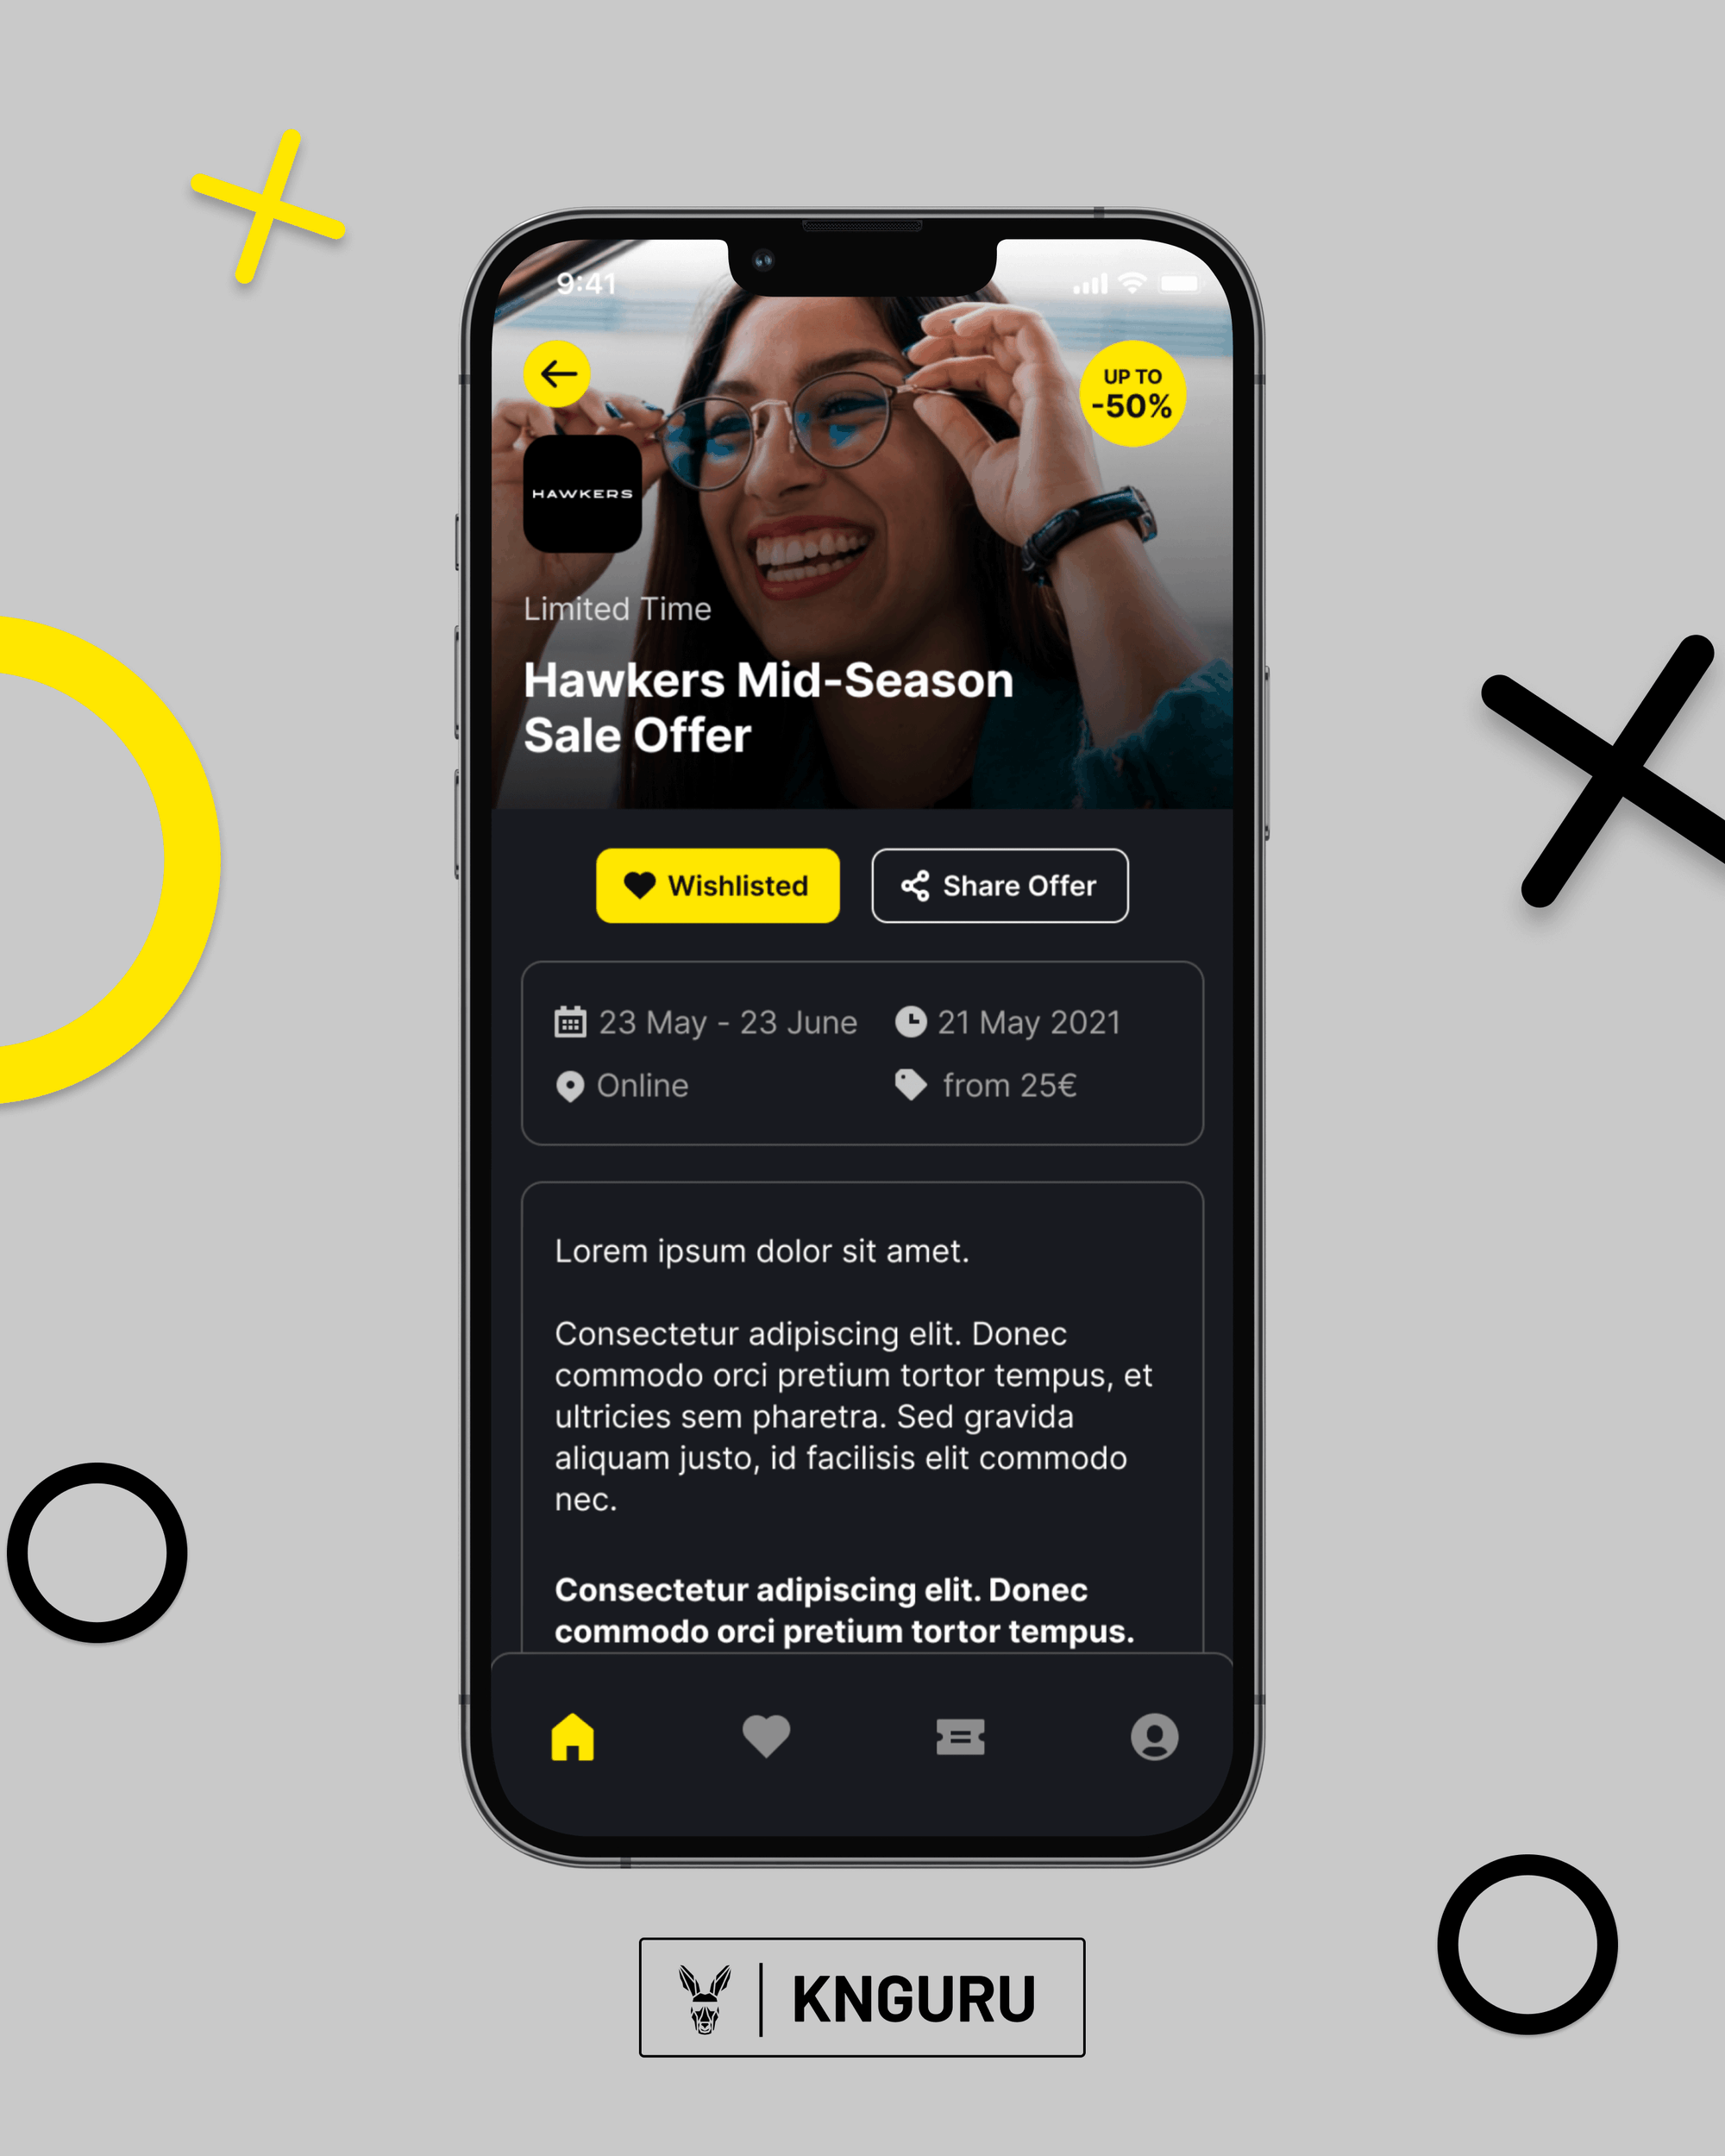 9:41
UP TO
-50%
HAWKERS
Limited Time
Hawkers Mid-Season
Sale Offer
Wishlisted
Share Offer
23 May - 23 June
21 May 2021
Online
from 25€
Lorem ipsum dolor sit amet.
Consectetur adipiscing elit. Donec
commodo orci pretium tortor tempus, et
ultricies sem pharetra. Sed gravida
aliquam justo, id facilisis elit commodo
nec.
Consectetur adipiscing elit. Donec
commodo orci pretium tortor tempus.
KNGURU